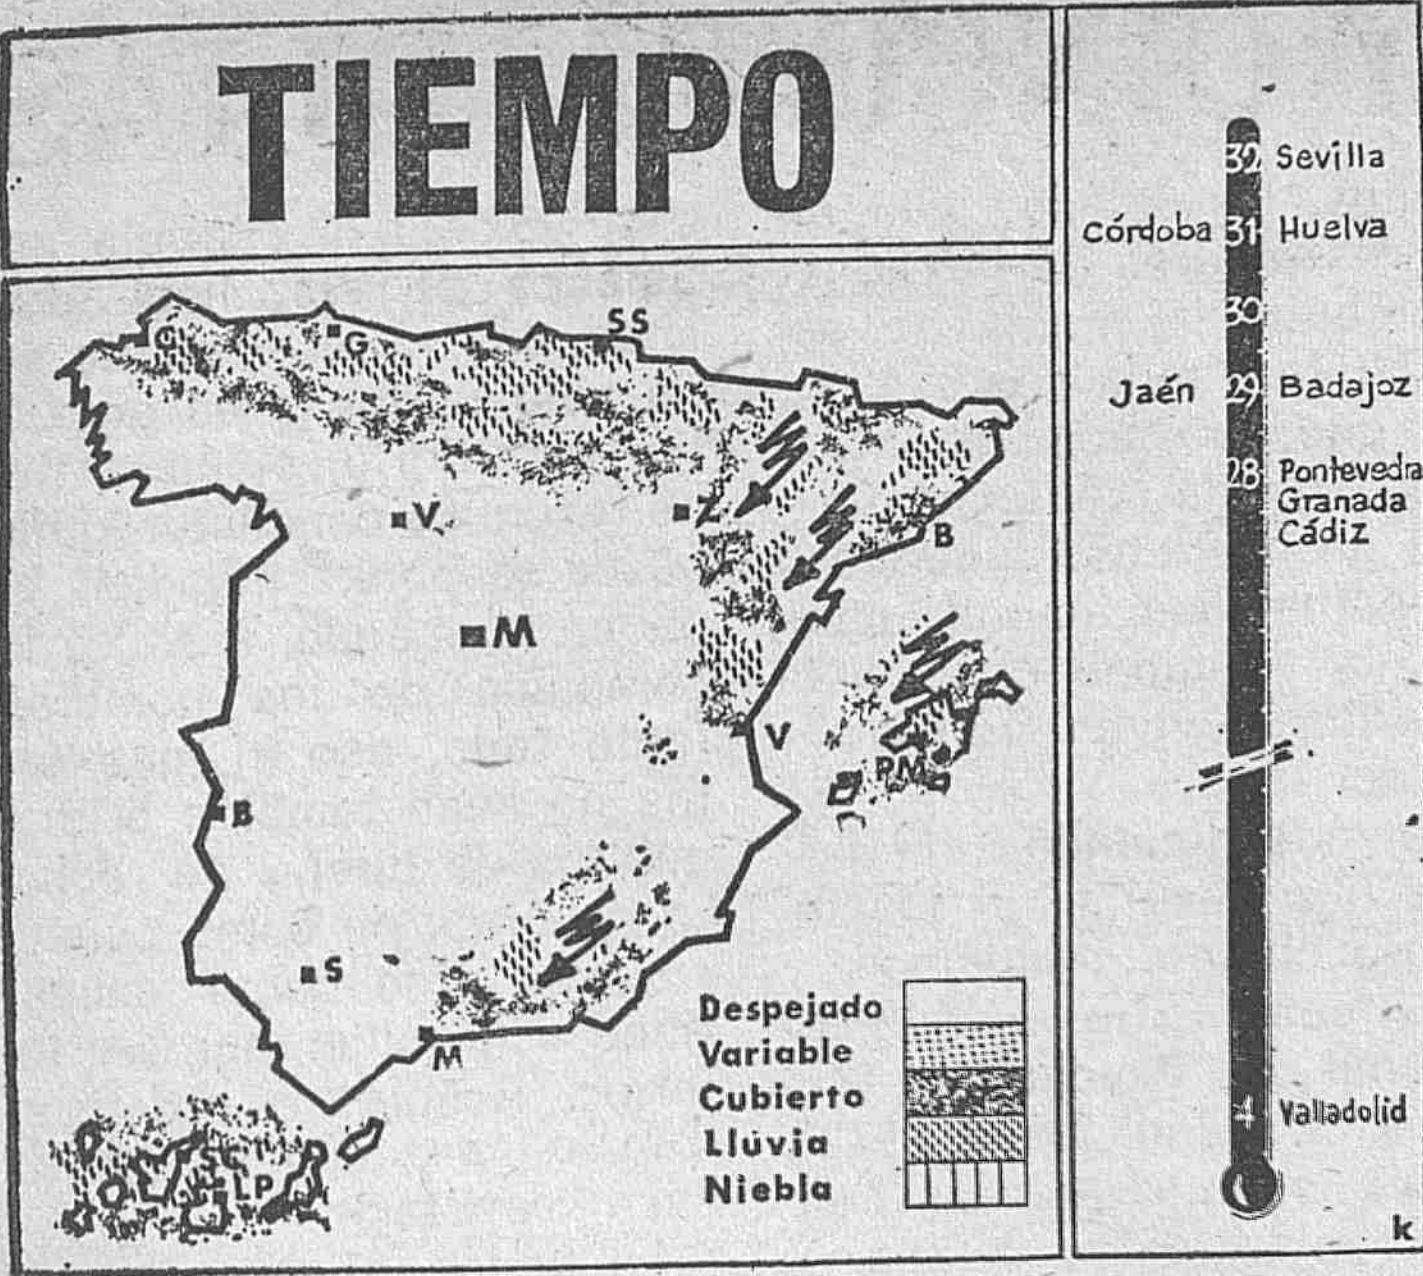 TIEMPO
C
G
SS
V
Z
B
M
V
PM
B
S
M
SC
LP
Despejado
Variable
Cubierto
Llúvia
Niebla
32 Sevilla
Córdoba 31 Huelva
30
Jaén 29 Badajoz
28 Pontevedra
Granada
Cádiz
4 Valladolid
k